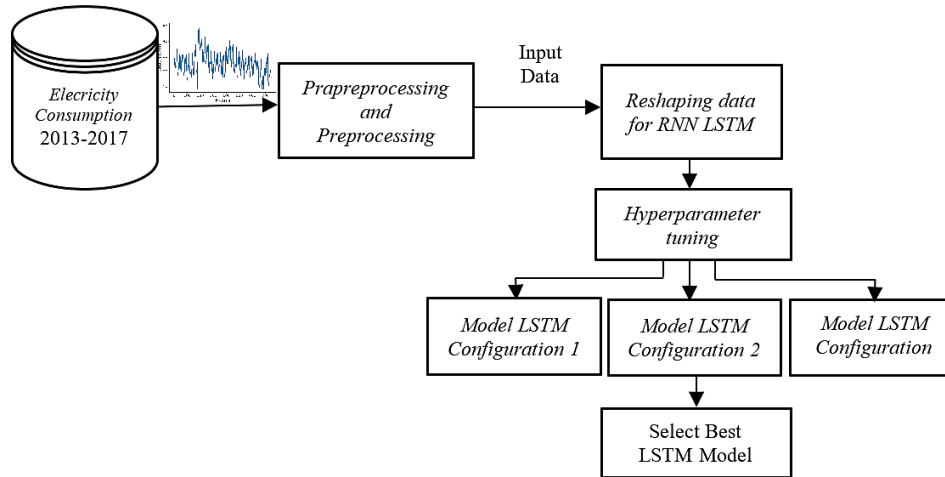 Elecricity
Consumption
2013-2017
Prapreprocessing
and
Preprocessing
Input
Data
Reshaping data
for RNN LSTM
Hyperparameter
tuning
Model LSTM
Configuration 1
Model LSTM
Configuration 2
Model LSTM
Configuration
Select Best
LSTM Model